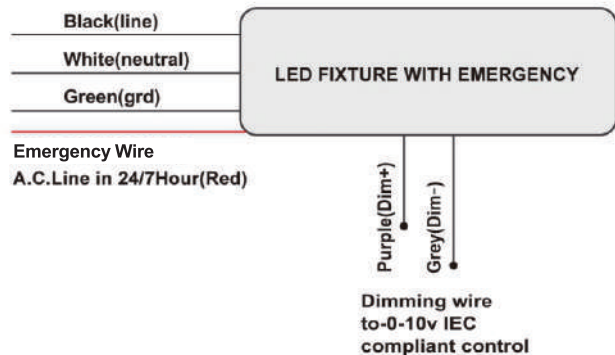 Black(line)
White(neutral)
Green(grd)
LED FIXTURE WITH EMERGENCY
Emergency Wire
A.C.Line in 24/7Hour(Red)
Purple(Dim+)
Grey(Dim-)
Dimming wire
to-0-10v IEC
compliant control